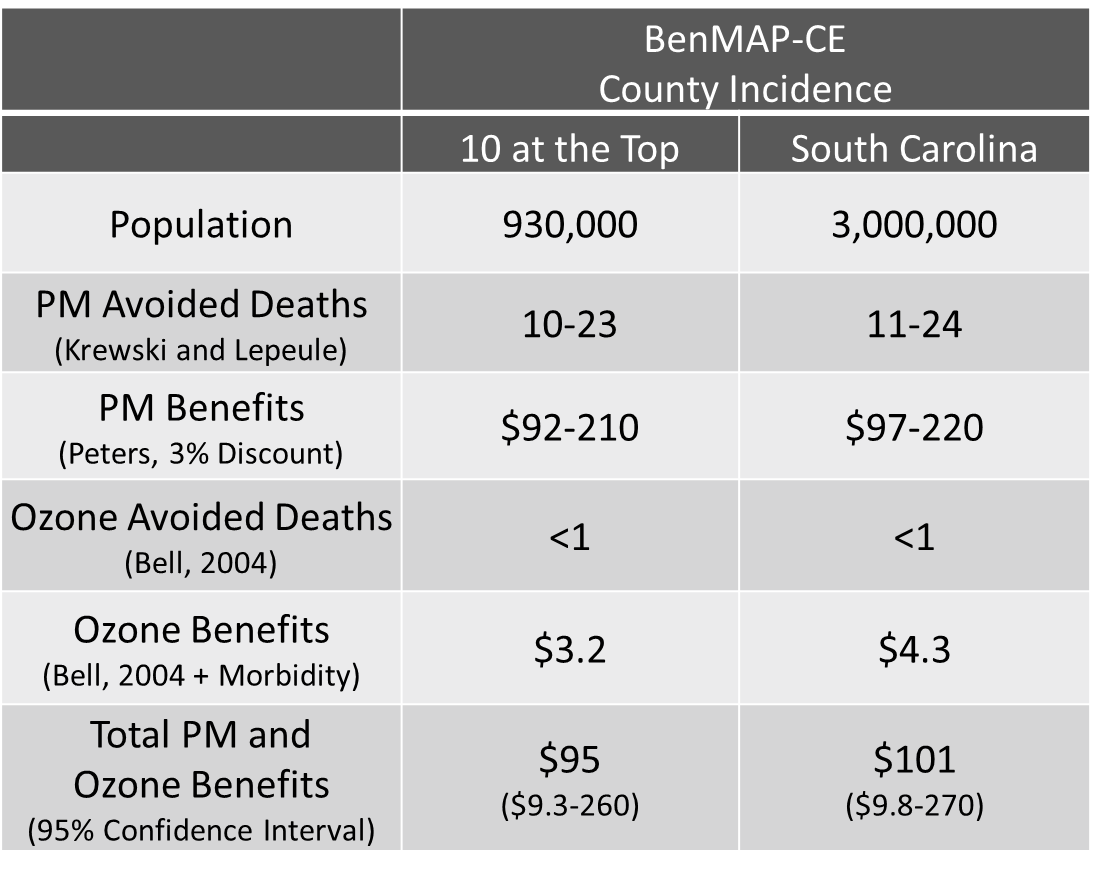 BenMAP-CE
County Incidence
10 at the Top
South Carolina
Population
930,000
3,000,000
PM Avoided Deaths
(Krewski and Lepeule)
10-23
11-24
PM Benefits
(Peters, 3% Discount)
$92-210
$97-220
Ozone Avoided Deaths
(Bell, 2004)
<1
<1
Ozone Benefits
(Bell, 2004 + Morbidity)
$3.2
$4.3
Total PM and
Ozone Benefits
(95% Confidence Interval)
$95
($9.3-260)
$101
($9.8-270)